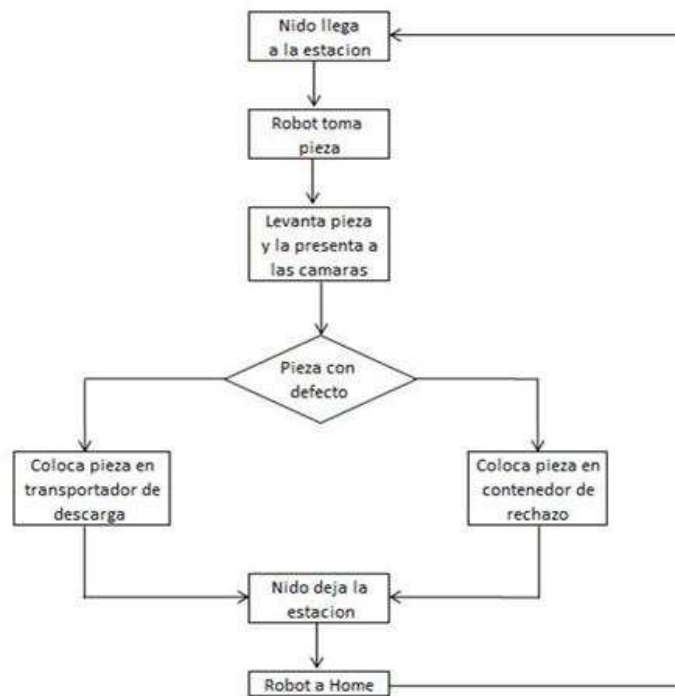 Nido llega
a la estacion
Robot toma
pieza
Levanta pieza
y la presenta a
las camaras
Pieza con
defecto
Coloca pieza en
transportador de
descarga
Coloca pieza en
contenedor de
rechazo
Nido deja la
estacion
Robot a Home